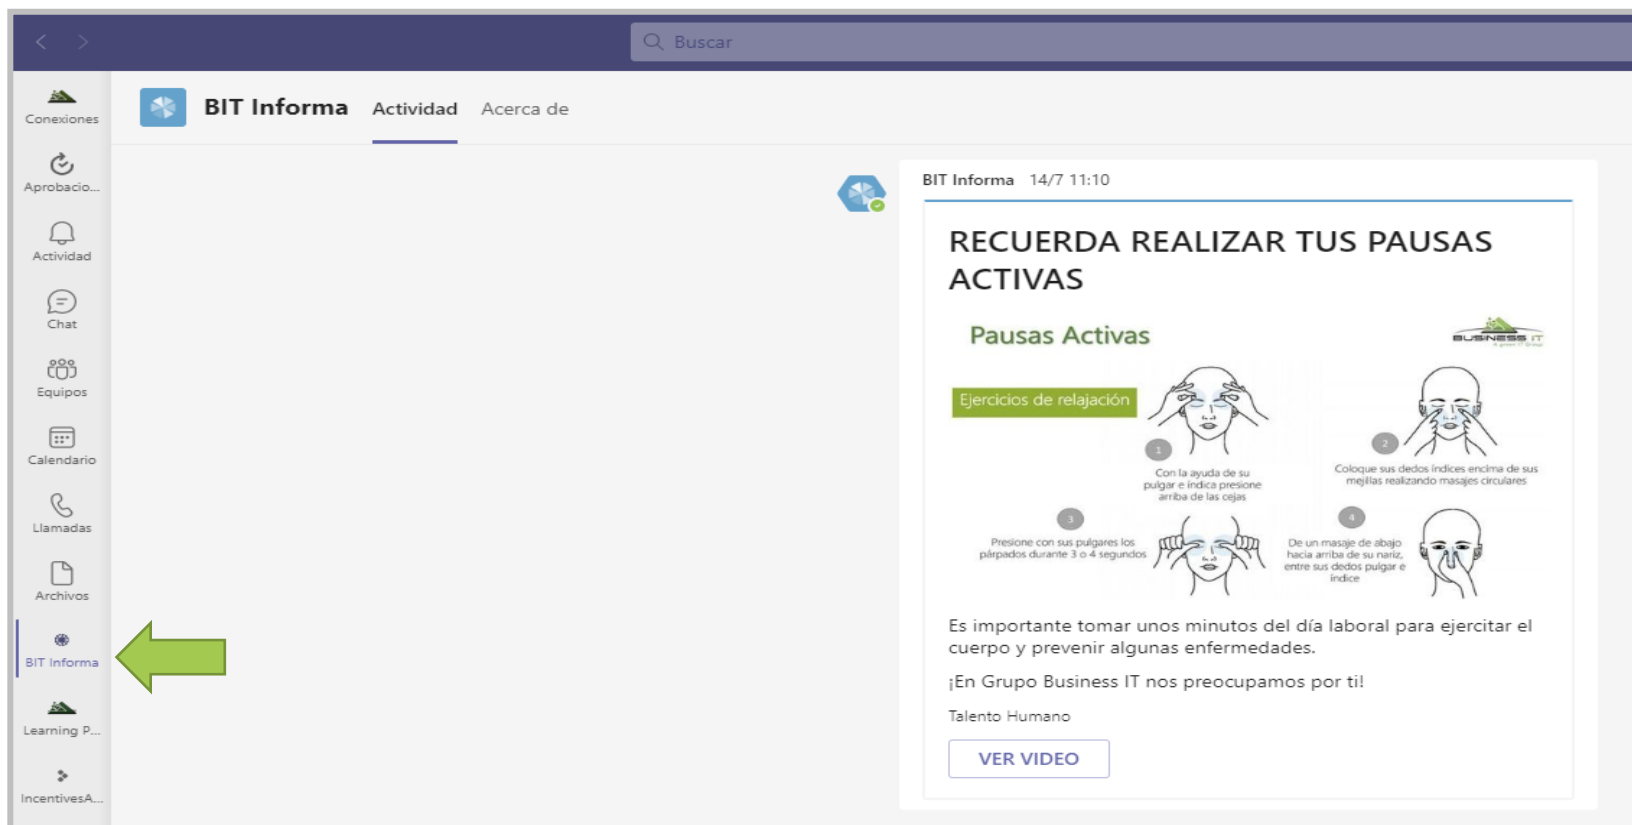 Buscar
Conexiones
Aprobacio...
Actividad
Chat
Equipos
Calendario
Llamadas
Archivos
BIT Informa
Learning P...
IncentivesA...
BIT Informa Actividad Acerca de
BIT Informa 14/7 11:10
RECUERDA REALIZAR TUS PAUSAS
ACTIVAS
Pausas Activas
BUSINESS IT
Ejercicios de relajación
1
Con la ayuda de su
pulgar e indica presione
arriba de las cejas
2
Coloque sus dedos índices encima de sus
mejillas realizando masajes circulares
3
Presione con sus pulgares los
párpados durante 3 o 4 segundos
4
De un masaje de abajo
hacia arriba de su nariz,
entre sus dedos pulgar e
índice
Es importante tomar unos minutos del día laboral para ejercitar el
cuerpo y prevenir algunas enfermedades.
¡En Grupo Business IT nos preocupamos por ti!
Talento Humano
VER VIDEO